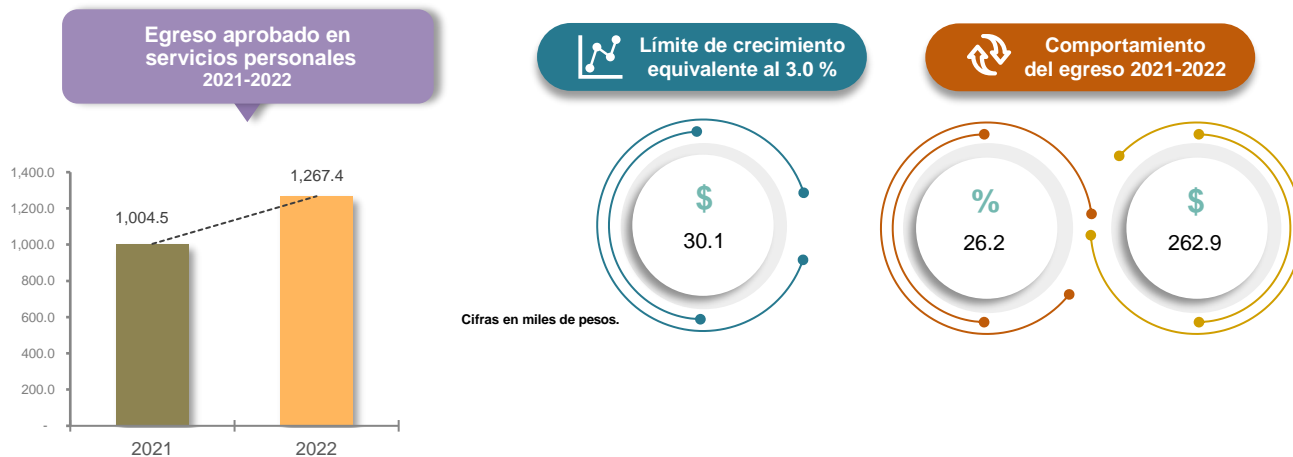 Egreso aprobado en
servicios personales
2021-2022
Límite de crecimiento
equivalente al 3.0 %
Comportamiento
del egreso 2021-2022
1,400.0
1,200.0
1,000.0
800.0
600.0
400.0
200.0
-
1,004.5
1,267.4
2021
2022
$
30.1
%
26.2
$
262.9
Cifras en miles de pesos.